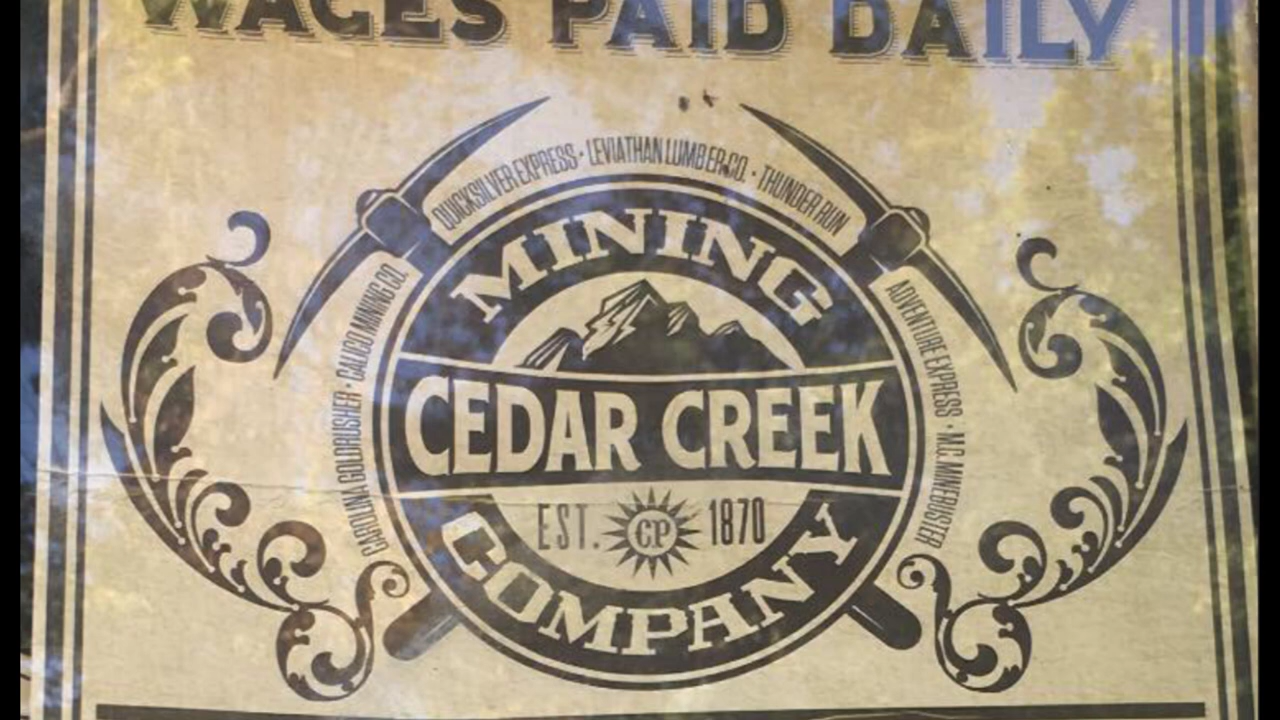 WAGES PAID DAILY
QUICKSILVER EXPRESS · LEVIATHAN LUMBER CO. · THUNDER RUN
CAROLINA GOLDRUSHER · CALICO MINING CO.
ADVENTURE EXPRESS · M.C. MINEBUSTER
MINING
CEDAR CREEK
EST. CP 1870
COMPANY